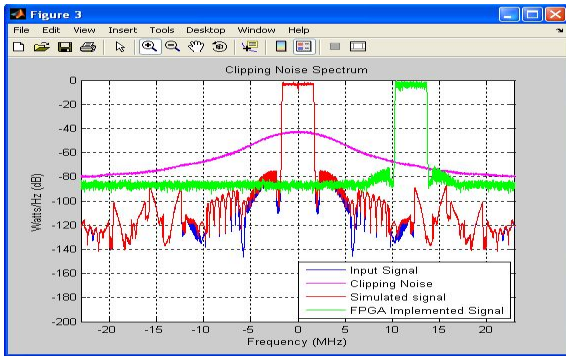 Figure 3
File Edit View Insert Tools Desktop Window Help
Clipping Noise Spectrum
0
-20
-40
-60
-80
-100
-120
-140
-160
-180
-200
Watts/Hz (dB)
-20 -15 -10 -5 0 5 10 15 20
Frequency (MHz)
Input Signal
Clipping Noise
Simulated signal
FPGA Implemented Signal